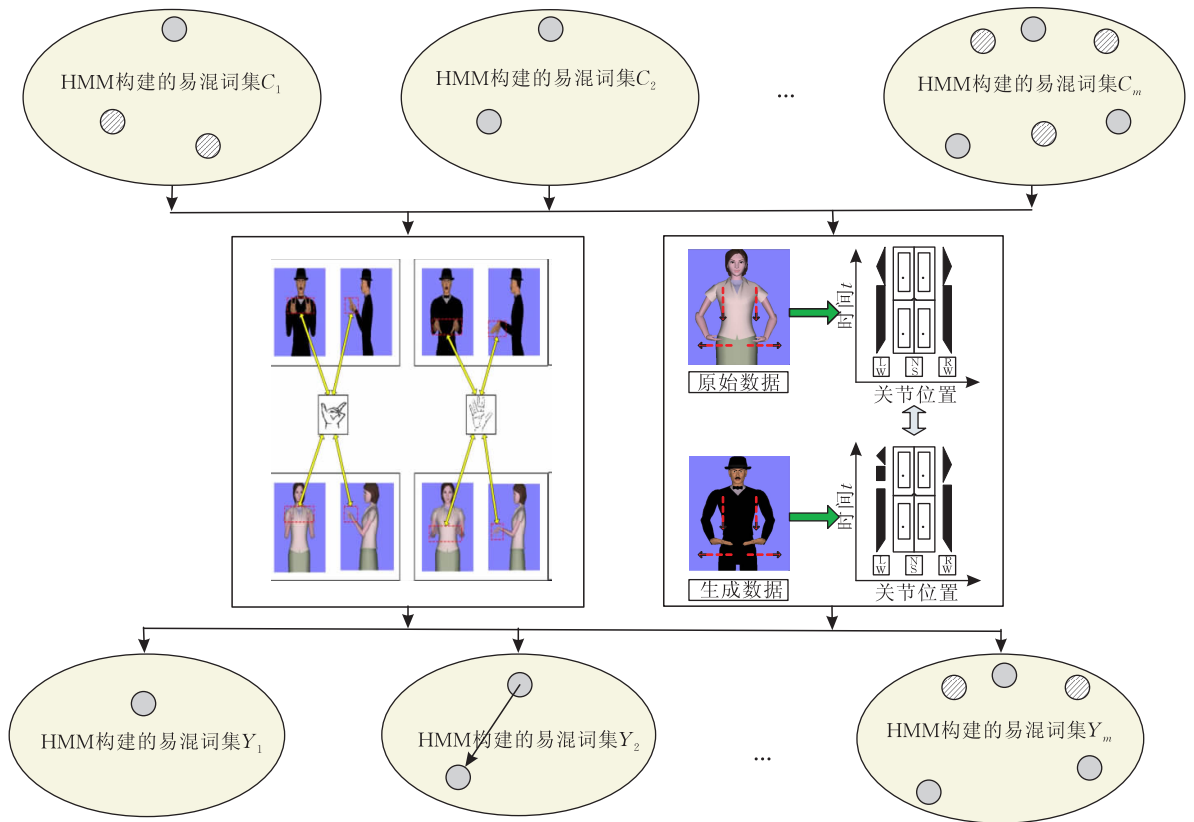 HMM构建的易混词集C₁
HMM构建的易混词集C₂
...
HMM构建的易混词集Cₘ
原始数据
时间t
LW
NS
RW
关节位置
生成数据
时间t
LW
NS
RW
关节位置
HMM构建的易混词集Y₁
HMM构建的易混词集Y₂
...
HMM构建的易混词集Yₘ